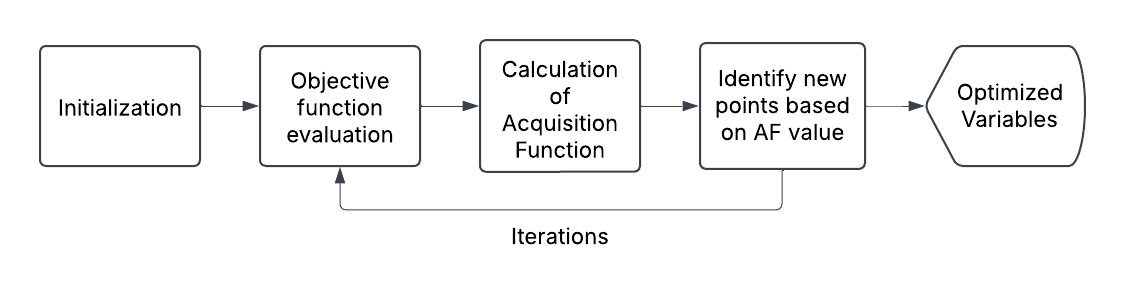 Initialization
Objective
function
evaluation
Calculation
of
Acquisition
Function
Identify new
points based
on AF value
Optimized
Variables
Iterations